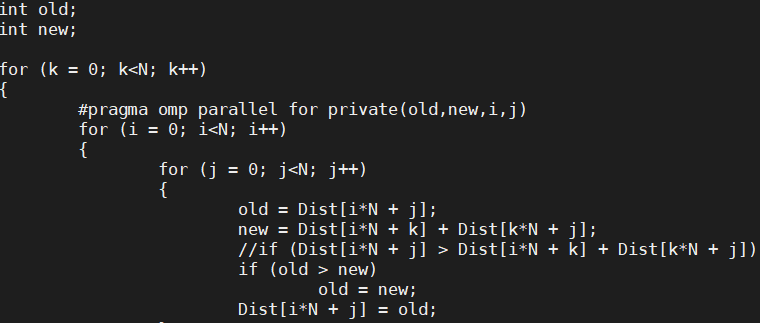 int old;
int new;
for (k = 0; k<N; k++)
{
#pragma omp parallel for private(old,new,i,j)
for (i = 0; i<N; i++)
{
for (j = 0; j<N; j++)
{
old = Dist[i*N + j];
new = Dist[i*N + k] + Dist[k*N + j];
//if (Dist[i*N + j] > Dist[i*N + k] + Dist[k*N + j])
if (old > new)
old = new;
Dist[i*N + j] = old;